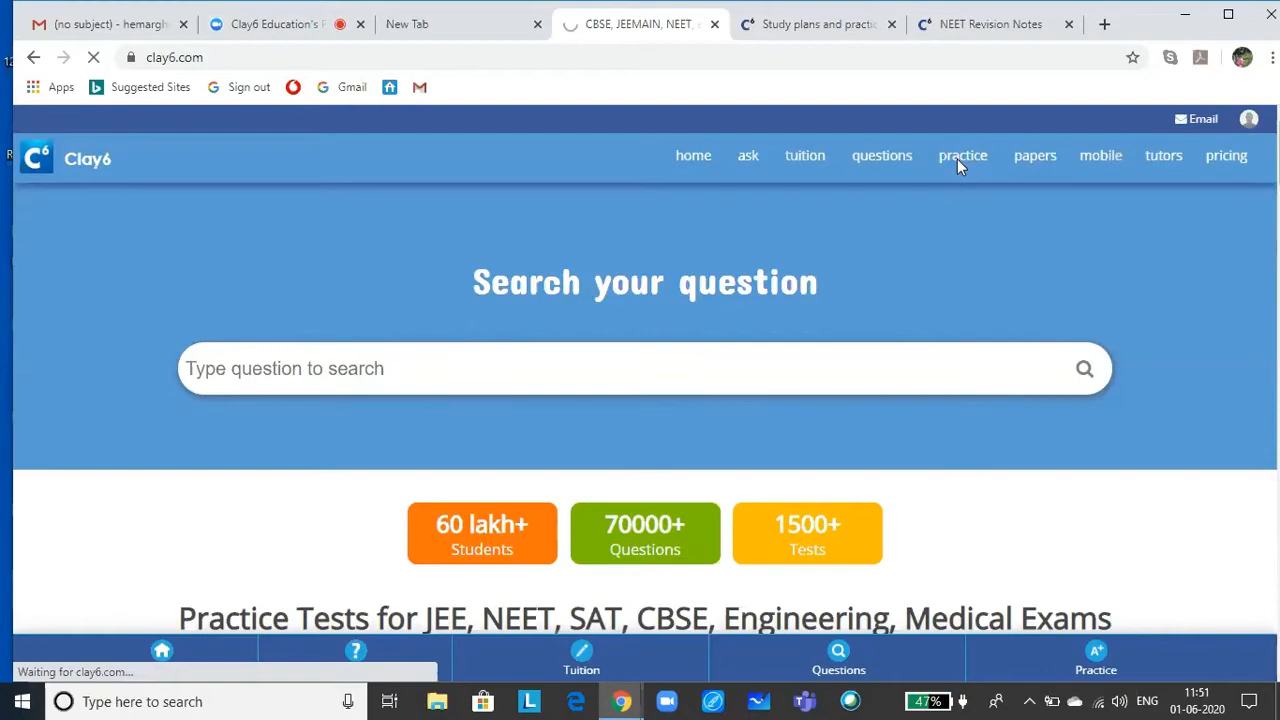 (no subject) - hemargh
Clay6 Education's
New Tab
CBSE, JEEMAIN, NEET,
Study plans and practic
NEET Revision Notes
clay6.com
Apps
Suggested Sites
Sign out
Gmail
Email
Clay6
home
ask
tuition
questions
practice
papers
mobile
tutors
pricing
Search your question
Type question to search
60 lakh+
Students
70000+
Questions
1500+
Tests
Practice Tests for JEE, NEET, SAT, CBSE, Engineering, Medical Exams
Tuition
Questions
Practice
Waiting for clay6.com...
Type here to search
47%
ENG
11:51
01-06-2020